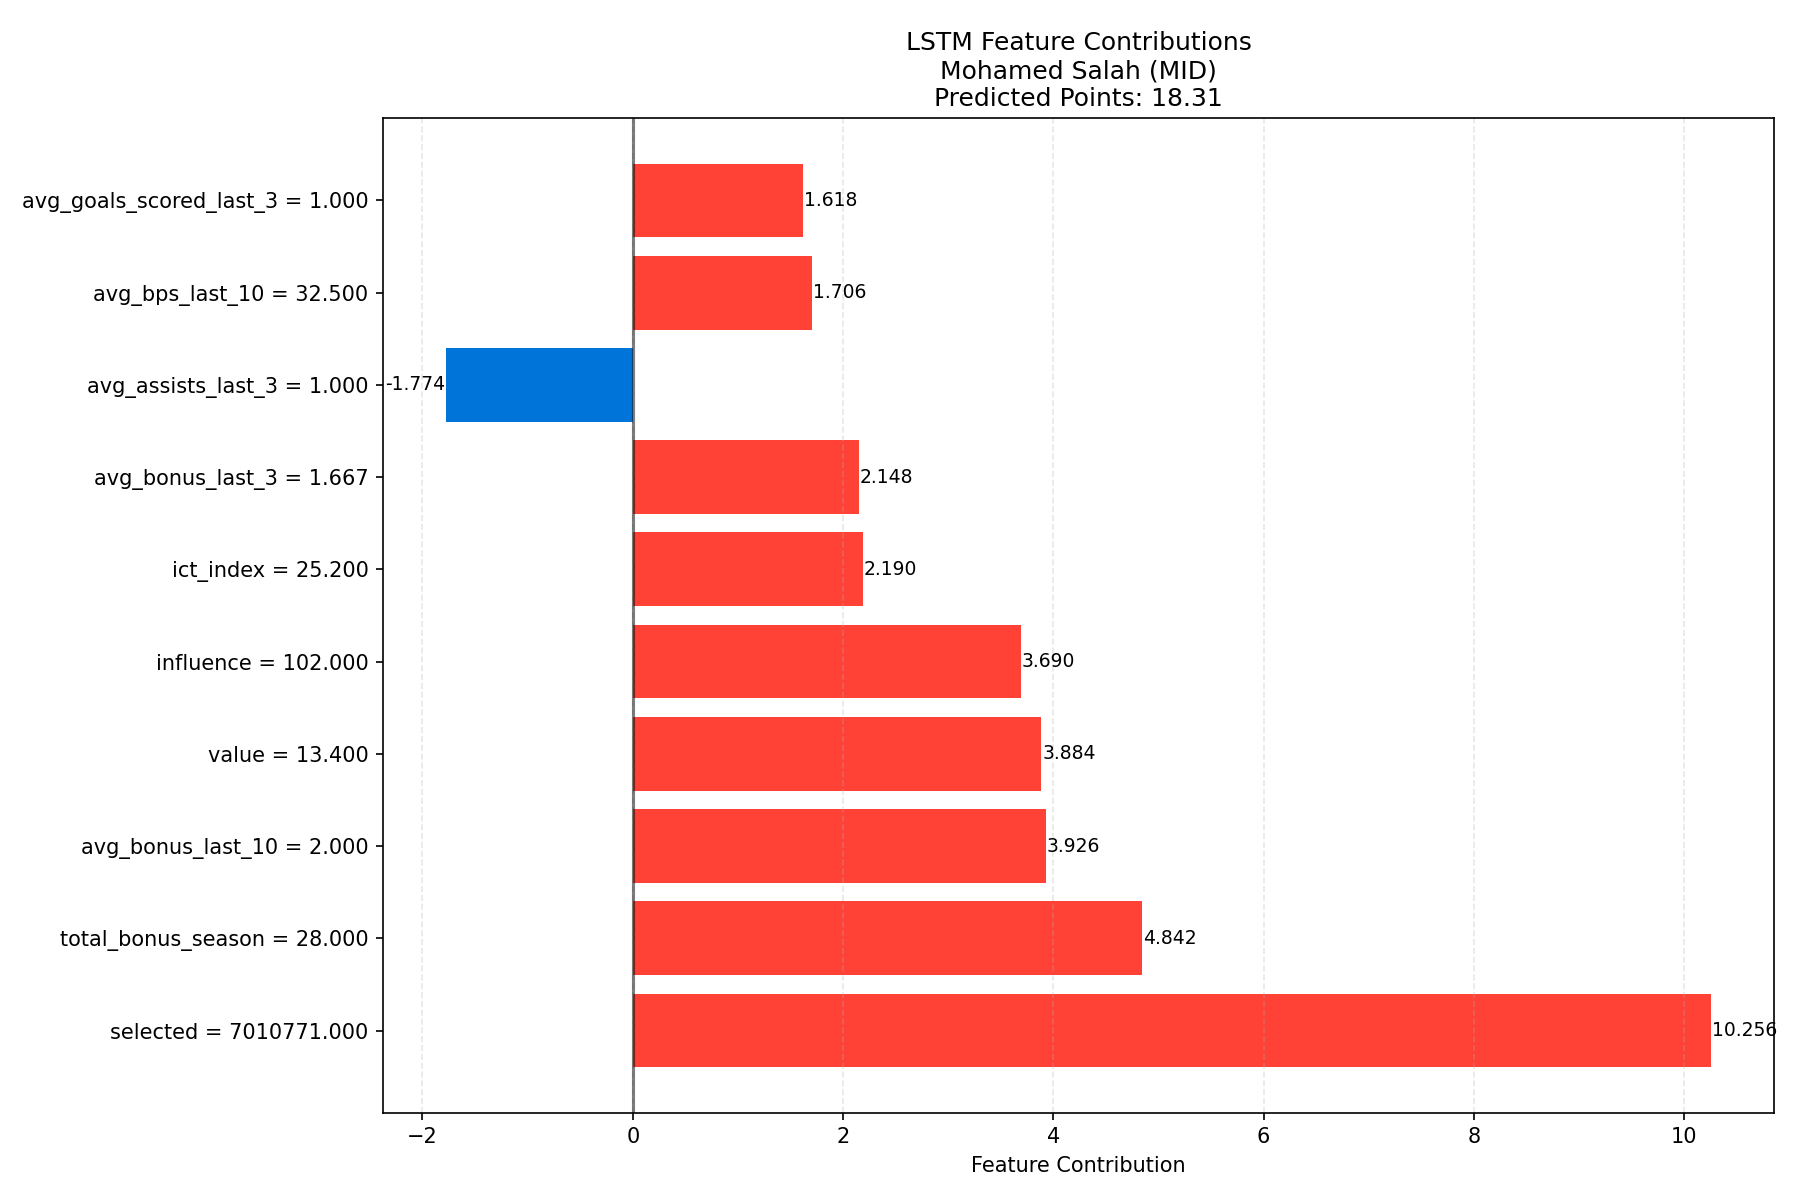 LSTM Feature Contributions
Mohamed Salah (MID)
Predicted Points: 18.31
avg_goals_scored_last_3 = 1.000
1.618
avg_bps_last_10 = 32.500
1.706
avg_assists_last_3 = 1.000
-1.774
avg_bonus_last_3 = 1.667
2.148
ict_index = 25.200
2.190
influence = 102.000
3.690
value = 13.400
3.884
avg_bonus_last_10 = 2.000
3.926
total_bonus_season = 28.000
4.842
selected = 7010771.000
10.256
−2 0 2 4 6 8 10
Feature Contribution